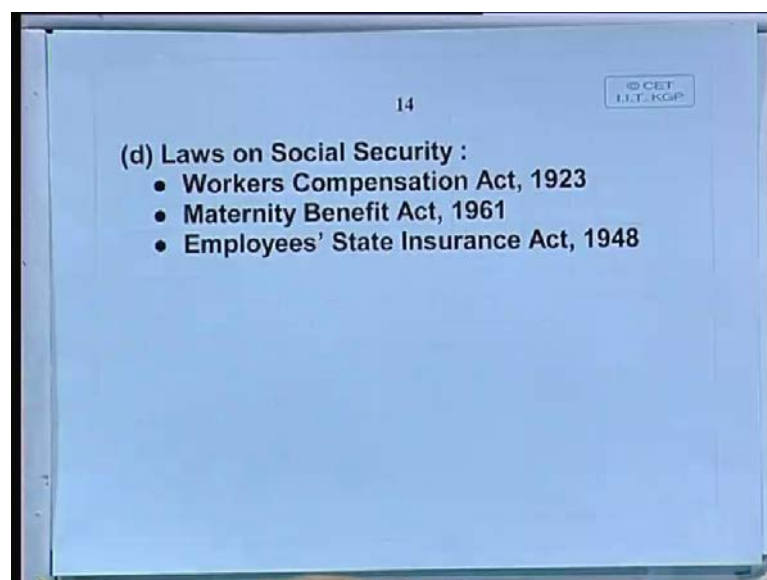 14
© CET
I.I.T. KGP
(d) Laws on Social Security :
● Workers Compensation Act, 1923
● Maternity Benefit Act, 1961
● Employees' State Insurance Act, 1948